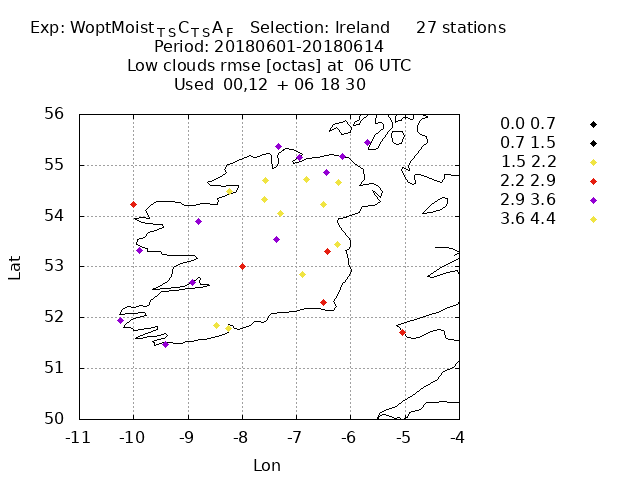 Exp: WoptMoist_TSC_TSA_F Selection: Ireland 27 stations
Period: 20180601-20180614
Low clouds rmse [octas] at 06 UTC
Used 00,12 + 06 18 30
56
55
54
53
52
51
50
-11 -10 -9 -8 -7 -6 -5 -4
Lat
Lon
0.0 0.7
0.7 1.5
1.5 2.2
2.2 2.9
2.9 3.6
3.6 4.4